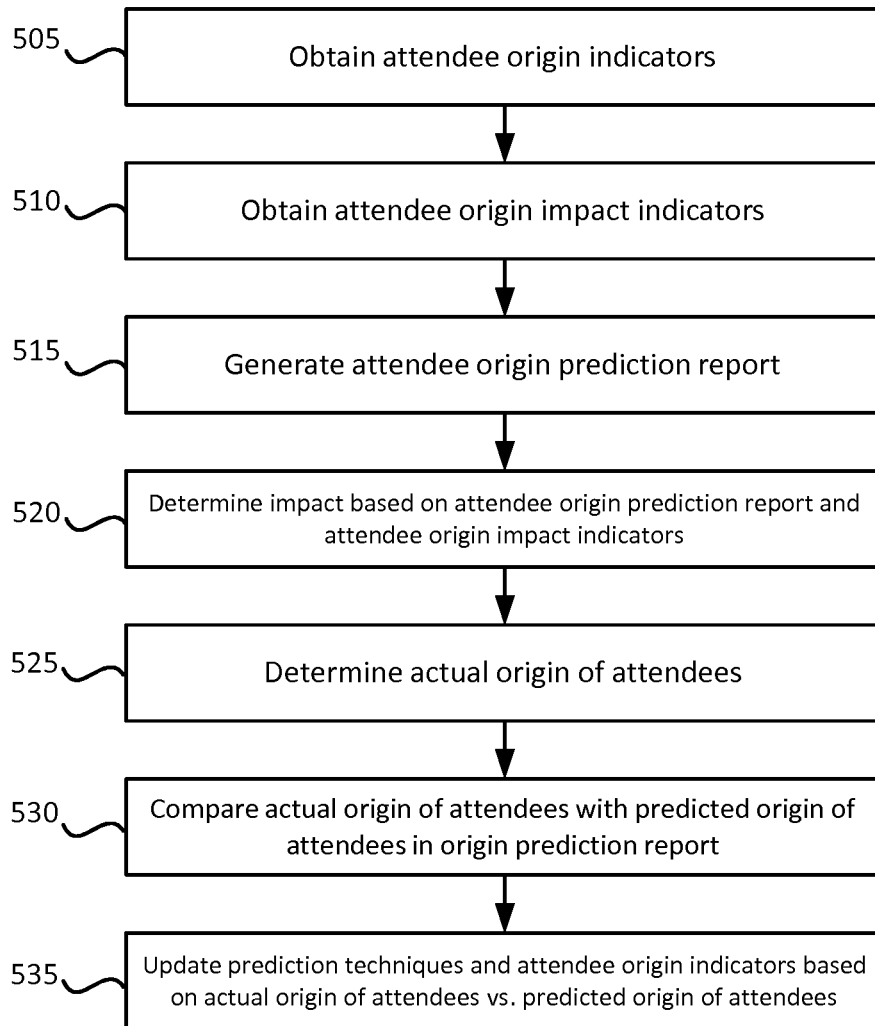 505
Obtain attendee origin indicators
510
Obtain attendee origin impact indicators
515
Generate attendee origin prediction report
520
Determine impact based on attendee origin prediction report and
attendee origin impact indicators
525
Determine actual origin of attendees
530
Compare actual origin of attendees with predicted origin of
attendees in origin prediction report
535
Update prediction techniques and attendee origin indicators based
on actual origin of attendees vs. predicted origin of attendees